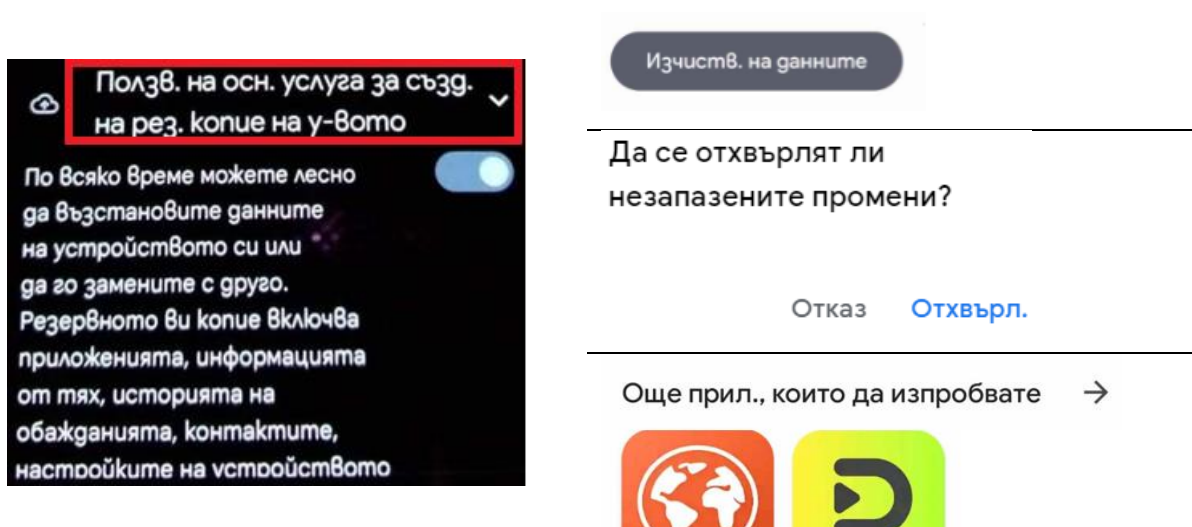 Ползв. на осн. услуга за създ.
на рез. копие на у-вото
По всяко време можете лесно
да възстановите данните
на устройството си или
да го замените с друго.
Резервното ви копие включва
приложенията, информацията
от тях, историята на
обажданията, контактите,
настройките на устройството
Изчиств. на данните
Да се отхвърлят ли
незапазените промени?
Отказ Отхвърл.
Още прил., които да изпробвате